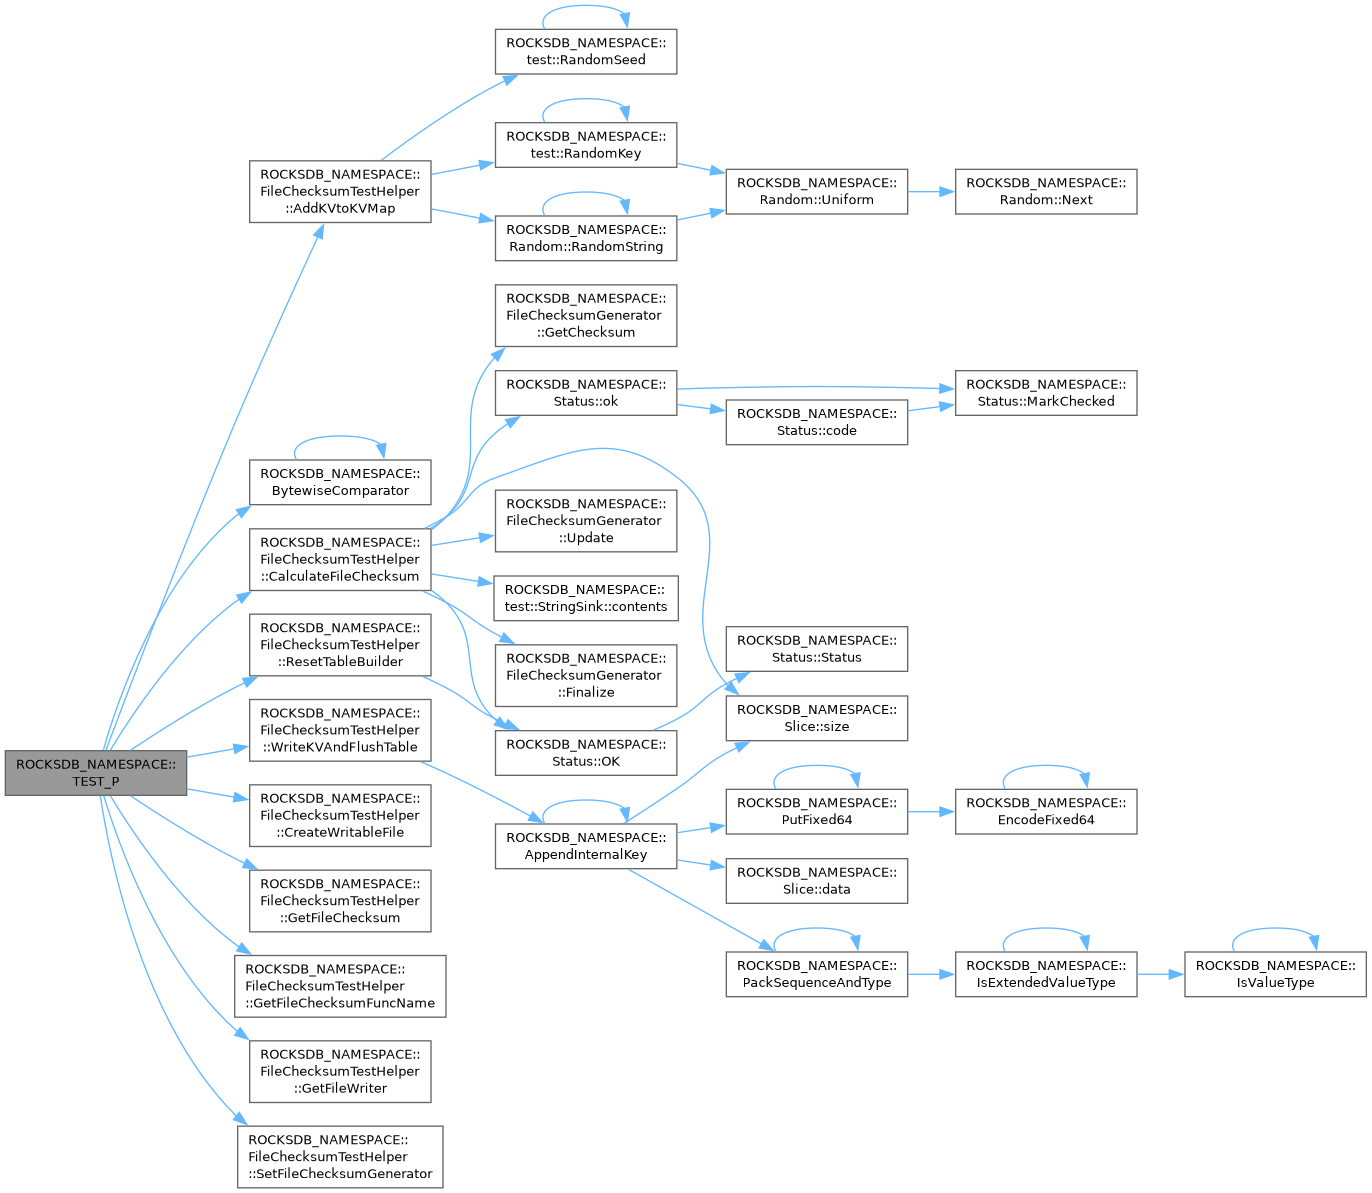 ROCKSDB_NAMESPACE::
test::RandomSeed
ROCKSDB_NAMESPACE::
test::RandomKey
ROCKSDB_NAMESPACE::
FileChecksumTestHelper
::AddKVtoKVMap
ROCKSDB_NAMESPACE::
Random::Uniform
ROCKSDB_NAMESPACE::
Random::Next
ROCKSDB_NAMESPACE::
Random::RandomString
ROCKSDB_NAMESPACE::
FileChecksumGenerator
::GetChecksum
ROCKSDB_NAMESPACE::
Status::ok
ROCKSDB_NAMESPACE::
Status::MarkChecked
ROCKSDB_NAMESPACE::
Status::code
ROCKSDB_NAMESPACE::
BytewiseComparator
ROCKSDB_NAMESPACE::
FileChecksumGenerator
::Update
ROCKSDB_NAMESPACE::
FileChecksumTestHelper
::CalculateFileChecksum
ROCKSDB_NAMESPACE::
test::StringSink::contents
ROCKSDB_NAMESPACE::
FileChecksumTestHelper
::ResetTableBuilder
ROCKSDB_NAMESPACE::
Status::Status
ROCKSDB_NAMESPACE::
FileChecksumGenerator
::Finalize
ROCKSDB_NAMESPACE::
FileChecksumTestHelper
::WriteKVAndFlushTable
ROCKSDB_NAMESPACE::
Slice::size
ROCKSDB_NAMESPACE::
Status::OK
ROCKSDB_NAMESPACE::
TEST_P
ROCKSDB_NAMESPACE::
FileChecksumTestHelper
::CreateWritableFile
ROCKSDB_NAMESPACE::
PutFixed64
ROCKSDB_NAMESPACE::
EncodeFixed64
ROCKSDB_NAMESPACE::
AppendInternalKey
ROCKSDB_NAMESPACE::
Slice::data
ROCKSDB_NAMESPACE::
FileChecksumTestHelper
::GetFileChecksum
ROCKSDB_NAMESPACE::
PackSequenceAndType
ROCKSDB_NAMESPACE::
IsExtendedValueType
ROCKSDB_NAMESPACE::
IsValueType
ROCKSDB_NAMESPACE::
FileChecksumTestHelper
::GetFileChecksumFuncName
ROCKSDB_NAMESPACE::
FileChecksumTestHelper
::GetFileWriter
ROCKSDB_NAMESPACE::
FileChecksumTestHelper
::SetFileChecksumGenerator